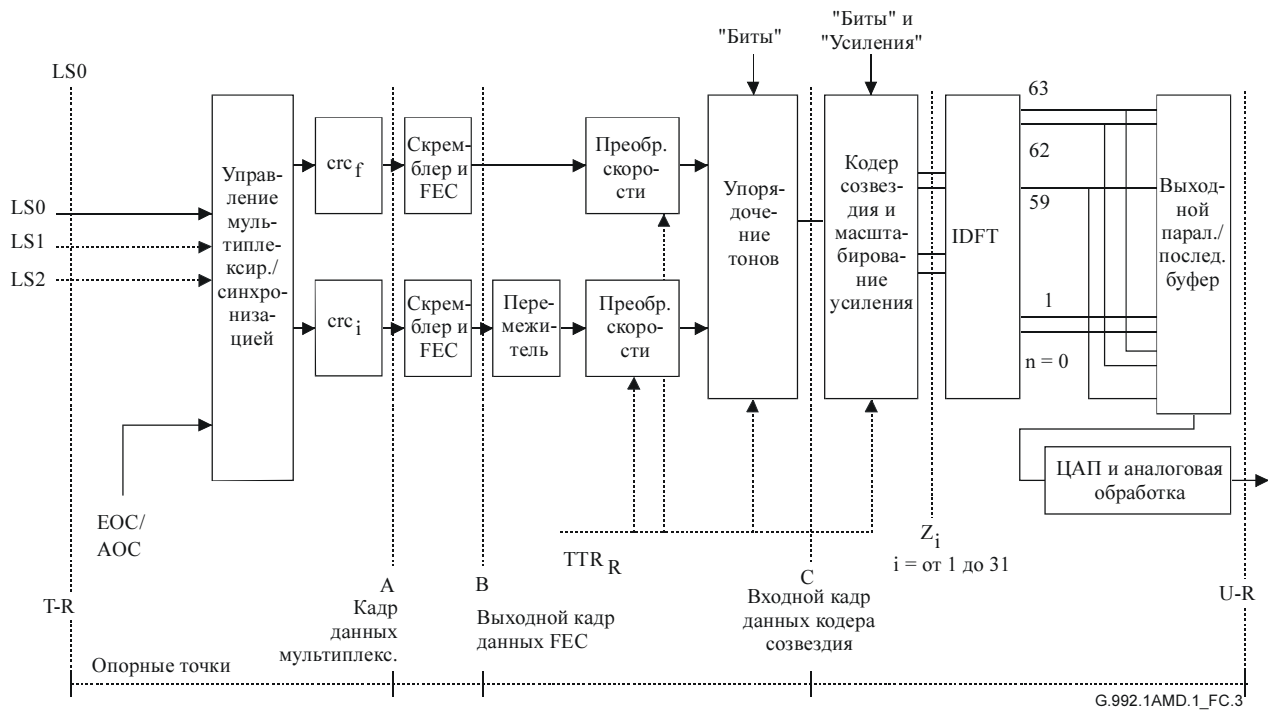 "Биты"
"Биты" и
"Усиления"
LS0
63
62
59
1
n = 0
Управ-
ление
муль-
типле-
ксир./
синхро-
низа-
цией
crc f
Скрем-
блер и
FEC
Преобр.
скоро-
сти
Упоря-
дочение
тонов
Кодер
созвез-
дия и
масшта-
бирова-
ние
усиления
IDFT
Выход-
ной
парал./
послед.
буфер
LS0
LS1
LS2
crc i
Скрем-
блер и
FEC
Пере-
межи-
тель
Преобр.
скоро-
сти
ЦАП и аналоговая
обработка
EOC/
AOC
TTR R
Z i
i = от 1 до 31
T-R
A
Кадр
данных
мультиплекс.
B
Выходной кадр
данных FEC
C
Входной кадр
данных кодера
созвездия
U-R
Опорные точки
G.992.1AMD.1_FC.3